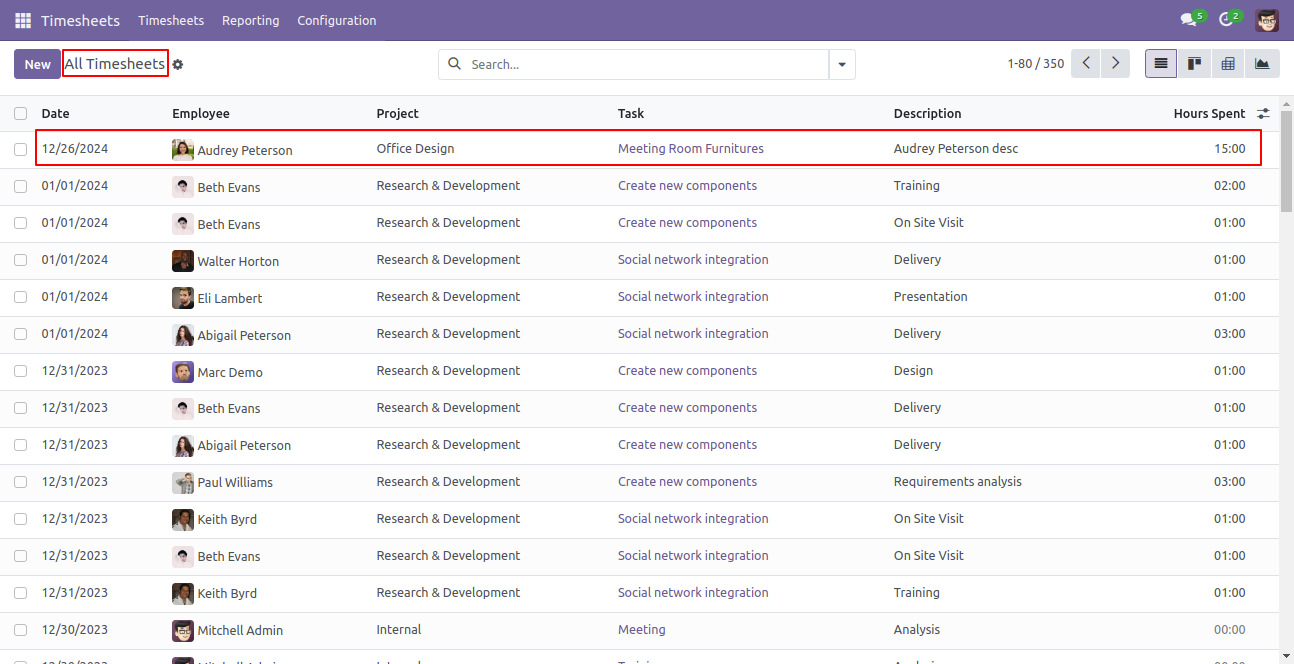 Timesheets Timesheets Reporting Configuration 5 2
New All Timesheets Search... 1-80 / 350
Date Employee Project Task Description Hours Spent
12/26/2024 Audrey Peterson Office Design Meeting Room Furnitures Audrey Peterson desc 15:00
01/01/2024 Beth Evans Research & Development Create new components Training 02:00
01/01/2024 Beth Evans Research & Development Create new components On Site Visit 01:00
01/01/2024 Walter Horton Research & Development Social network integration Delivery 01:00
01/01/2024 Eli Lambert Research & Development Social network integration Presentation 01:00
01/01/2024 Abigail Peterson Research & Development Social network integration Delivery 03:00
12/31/2023 Marc Demo Research & Development Create new components Design 01:00
12/31/2023 Beth Evans Research & Development Create new components Delivery 01:00
12/31/2023 Abigail Peterson Research & Development Create new components Delivery 01:00
12/31/2023 Paul Williams Research & Development Create new components Requirements analysis 03:00
12/31/2023 Keith Byrd Research & Development Social network integration On Site Visit 01:00
12/31/2023 Beth Evans Research & Development Social network integration On Site Visit 01:00
12/31/2023 Keith Byrd Research & Development Social network integration Training 01:00
12/30/2023 Mitchell Admin Internal Meeting Analysis 00:00